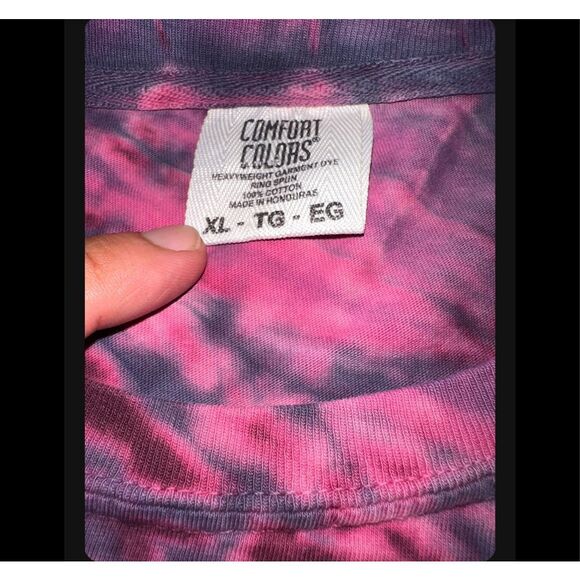 COMFORT
COLORS®
HEAVYWEIGHT GARMENT DYE
RING SPUN
100% COTTON
MADE IN HONDURAS
XL - TG - EG